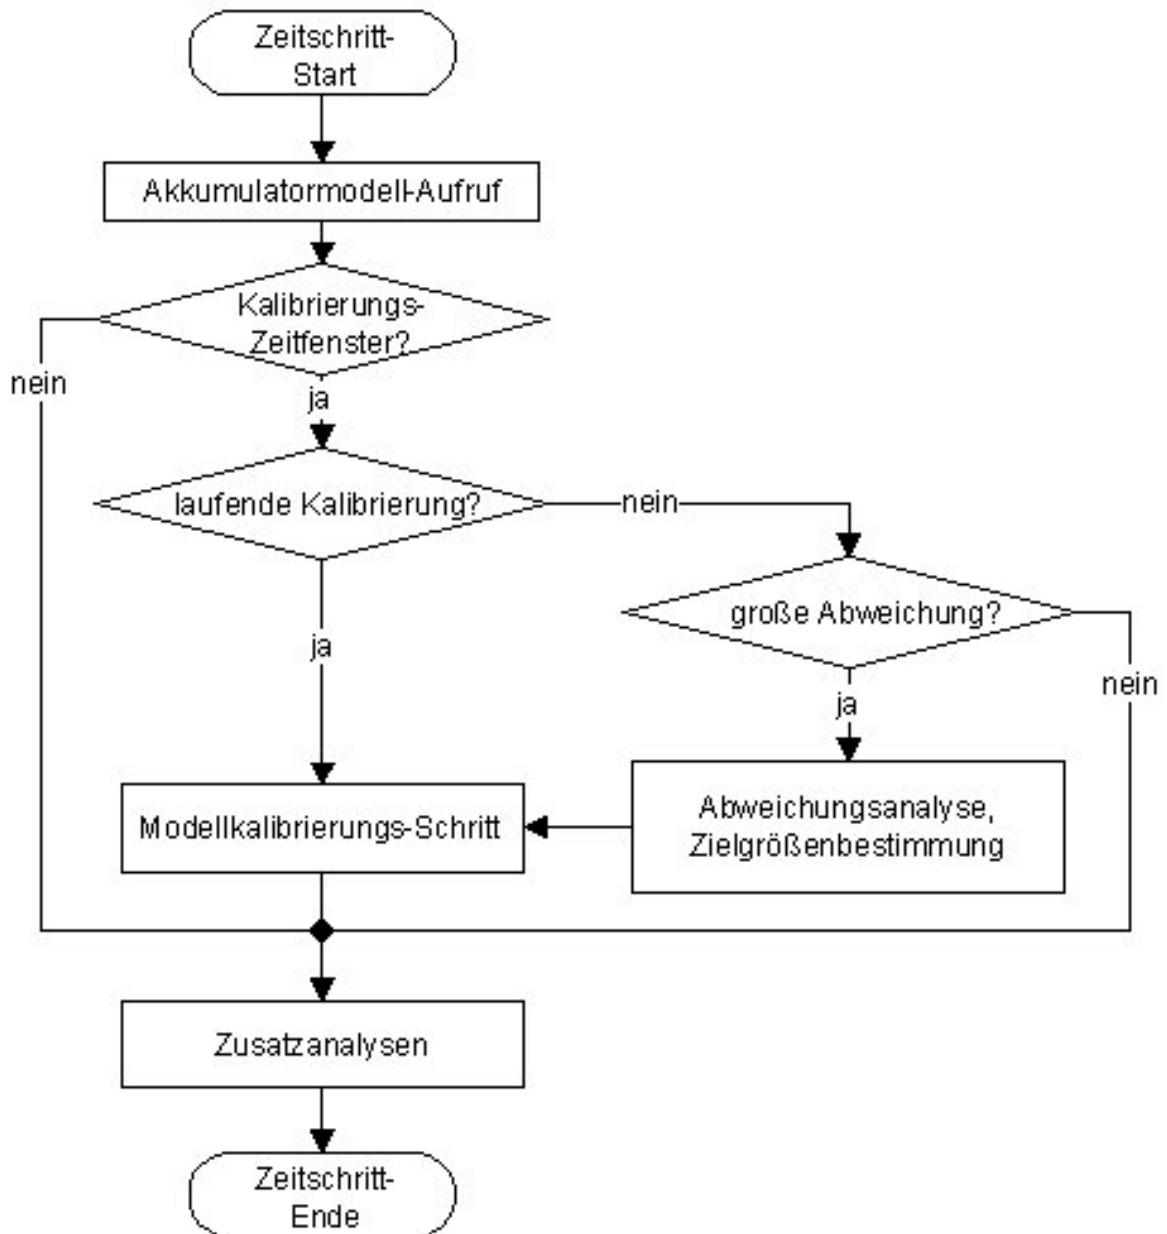 Zeitschritt-
Start
Akkumulatormodell-Aufruf
Kalibrierungs-
Zeitfenster?
nein
ja
laufende Kalibrierung?
nein
große Abweichung?
ja
nein
ja
Abweichungsanalyse,
Zielgrößenbestimmung
Modellkalibrierungs-Schritt
Zusatzanalysen
Zeitschritt-
Ende